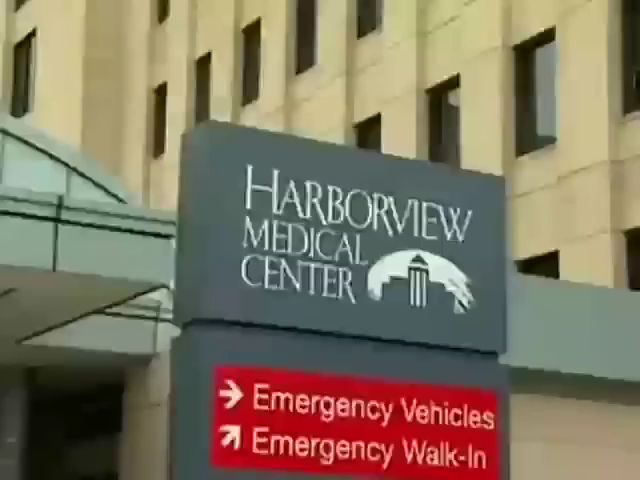 HARBORVIEW
MEDICAL
CENTER
→ Emergency Vehicles
↗ Emergency Walk-In